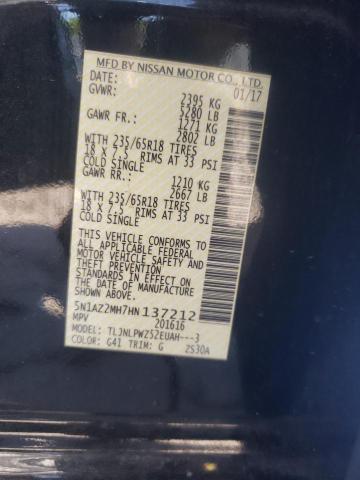 MFD BY NISSAN MOTOR CO., LTD.
DATE: 01/17
GVWR: 2395 KG
5280 LB
GAWR FR.: 1271 KG
2802 LB
WITH 235/65R18 TIRES
18 X 7.5 RIMS AT 33 PSI
COLD SINGLE
GAWR RR.: 1210 KG
2667 LB
WITH 235/65R18 TIRES
18 X 7.5 RIMS AT 33 PSI
COLD SINGLE
THIS VEHICLE CONFORMS TO
ALL APPLICABLE FEDERAL
MOTOR VEHICLE SAFETY AND
THEFT PREVENTION
STANDARDS IN EFFECT ON
THE DATE OF MANUFACTURE
SHOWN ABOVE.
5N1AZ2MH7HN137212
MPV 201616
MODEL: TLJNLPWZ52EUAH---3
COLOR: G41 TRIM: G 2S30A